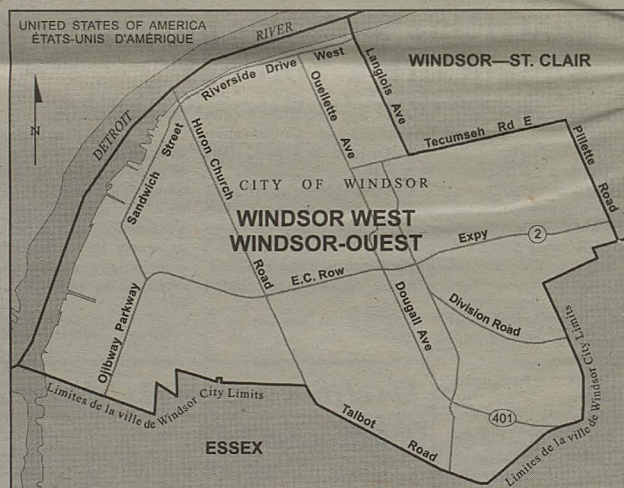 UNITED STATES OF AMERICA
ÉTATS-UNIS D'AMÉRIQUE
RIVER
DETROIT
N
Riverside Drive West
Langlois Ave
WINDSOR—ST. CLAIR
Ouellette Ave
Tecumseh Rd E
Pillette Road
Sandwich Street
Huron Church Road
CITY OF WINDSOR
WINDSOR WEST
WINDSOR-OUEST
E.C. Row Expy
2
Ojibway Parkway
Dougall Ave
Division Road
Limites de la ville de Windsor City Limits
Limites de la ville de Windsor City Limits
401
Talbot Road
ESSEX